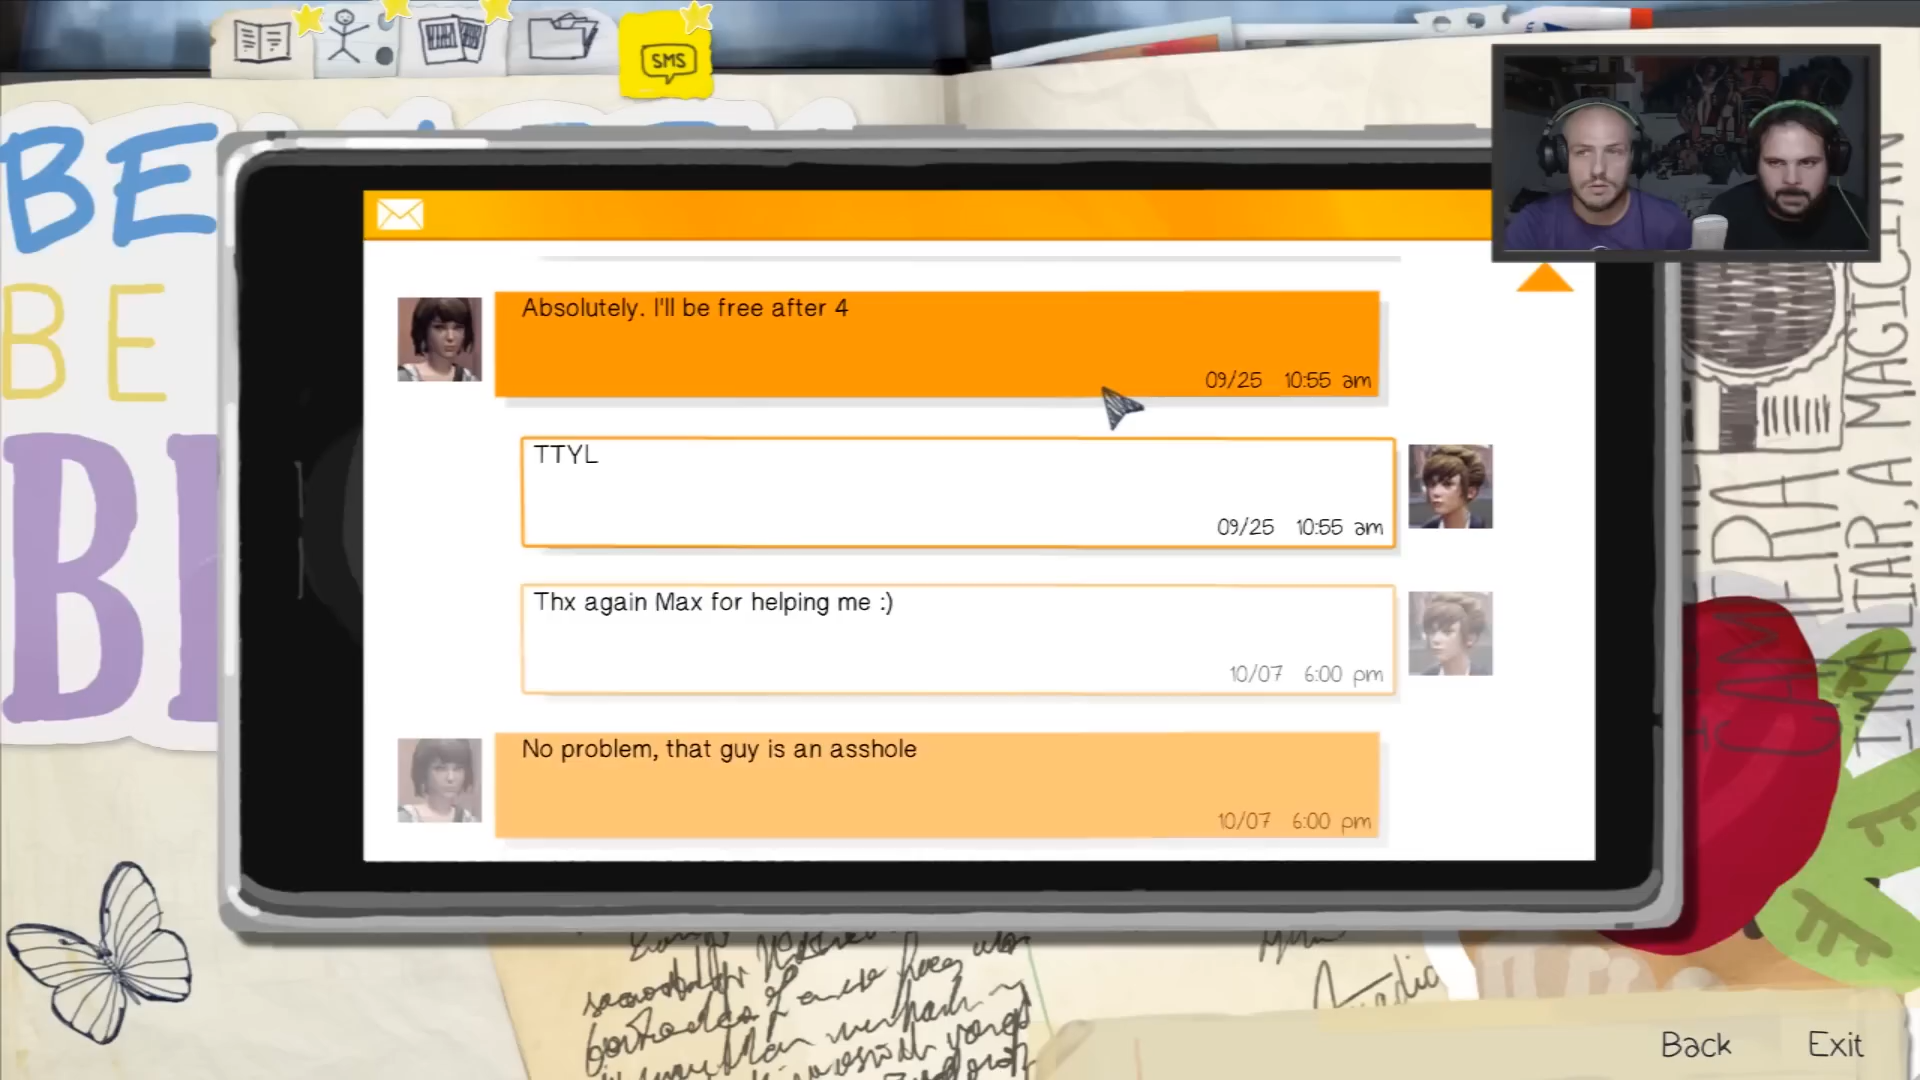 SMS
BE
BE
Absolutely. I'll be free after 4
09/25 10:55 am
TTYL
09/25 10:55 am
Thx again Max for helping me :)
10/07 6:00 pm
No problem, that guy is an asshole
10/07 6:00 pm
CAMERA
LIAR, A MAGICIAN
Back Exit